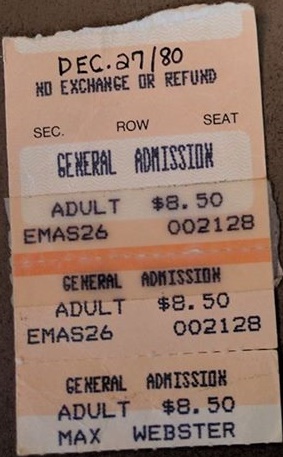 DEC.27/80
NO EXCHANGE OR REFUND
SEC. ROW SEAT
GENERAL ADMISSION
ADULT $8.50
EMAS26 002128
GENERAL ADMISSION
ADULT $8.50
EMAS26 002128
GENERAL ADMISSION
ADULT $8.50
MAX WEBSTER